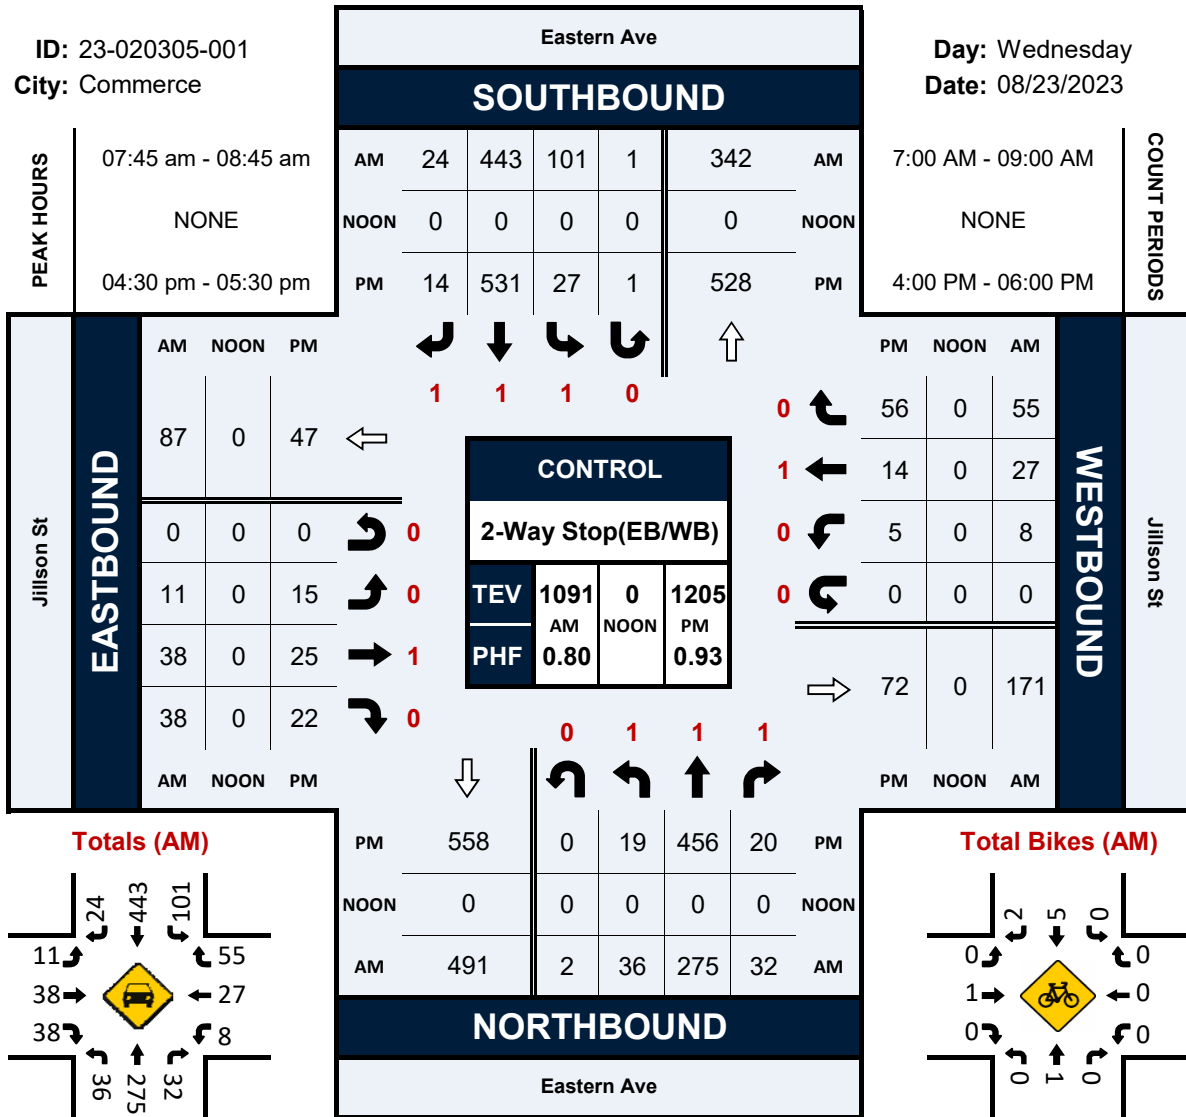 ID: 23-020305-001
City: Commerce
Eastern Ave
SOUTHBOUND
Day: Wednesday
Date: 08/23/2023
PEAK HOURS
07:45 am - 08:45 am
NONE
04:30 pm - 05:30 pm
AM 24 443 101 1 342 AM
NOON 0 0 0 0 0 NOON
PM 14 531 27 1 528 PM
7:00 AM - 09:00 AM
NONE
4:00 PM - 06:00 PM
COUNT PERIODS
1 1 1 0
Jillson St
EASTBOUND
AM NOON PM
87 0 47
0 0 0 0
11 0 15 0
38 0 25 1
38 0 22 0
AM NOON PM
CONTROL
2-Way Stop(EB/WB)
TEV 1091 0 1205
AM NOON PM
PHF 0.80 0.93
PM NOON AM
0 56 0 55
1 14 0 27
0 5 0 8
0 0 0 0
72 0 171
PM NOON AM
WESTBOUND
Jillson St
0 1 1 1
PM 558 0 19 456 20 PM
NOON 0 0 0 0 0 NOON
AM 491 2 36 275 32 AM
NORTHBOUND
Eastern Ave
Totals (AM)
24 443 101
11 55
38 27
38 8
36 275 32
Total Bikes (AM)
2 5 0
0 0
1 0
0 0
0 1 0